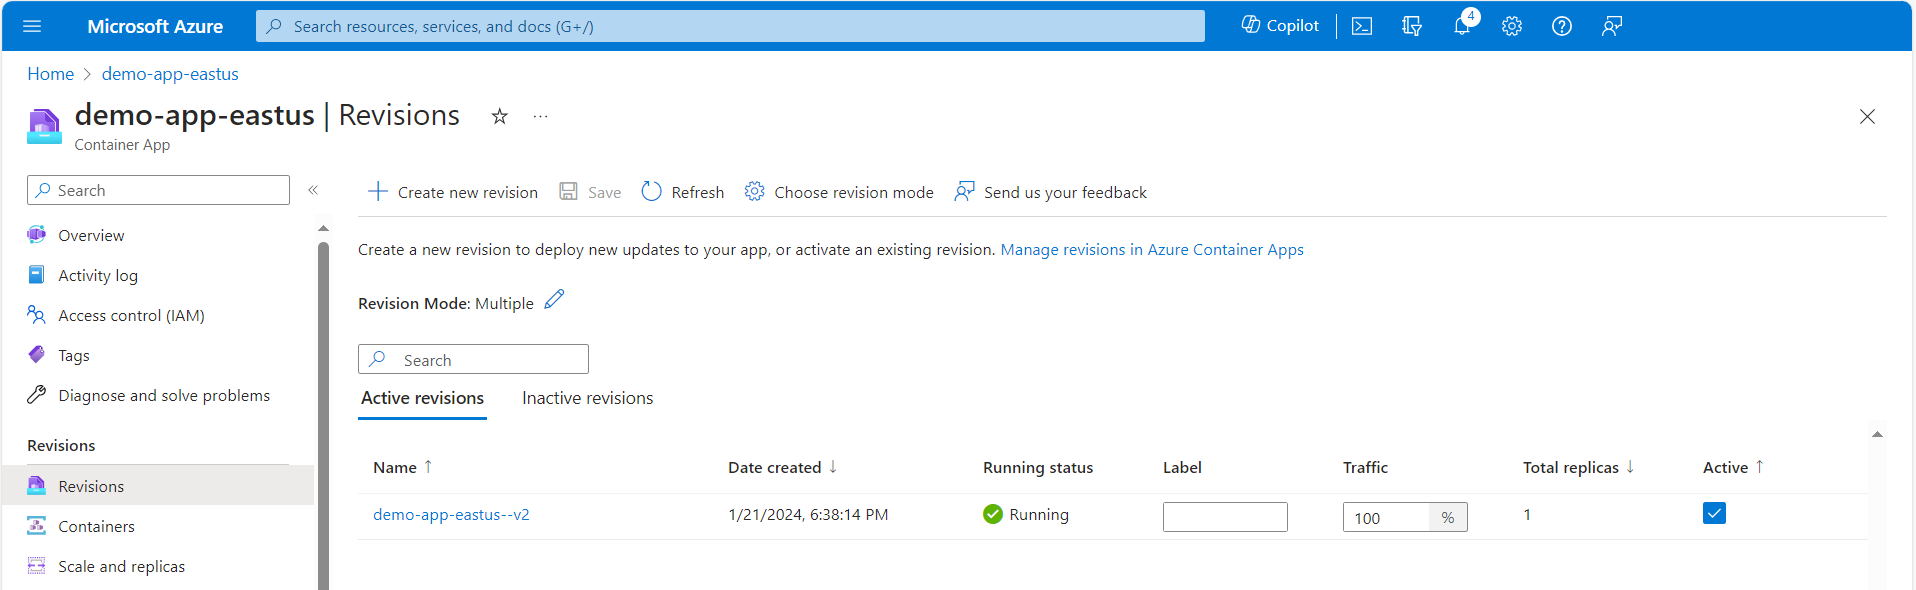 Microsoft Azure
Search resources, services, and docs (G+/)
Copilot
4
Home > demo-app-eastus
demo-app-eastus | Revisions
Container App
Search
Overview
Activity log
Access control (IAM)
Tags
Diagnose and solve problems
Revisions
Revisions
Containers
Scale and replicas
Create new revision Save Refresh Choose revision mode Send us your feedback
Create a new revision to deploy new updates to your app, or activate an existing revision. Manage revisions in Azure Container Apps
Revision Mode: Multiple
Search
Active revisions Inactive revisions
Name ↑ Date created ↓ Running status Label Traffic Total replicas ↓ Active ↑
demo-app-eastus--v2 1/21/2024, 6:38:14 PM Running 100 % 1